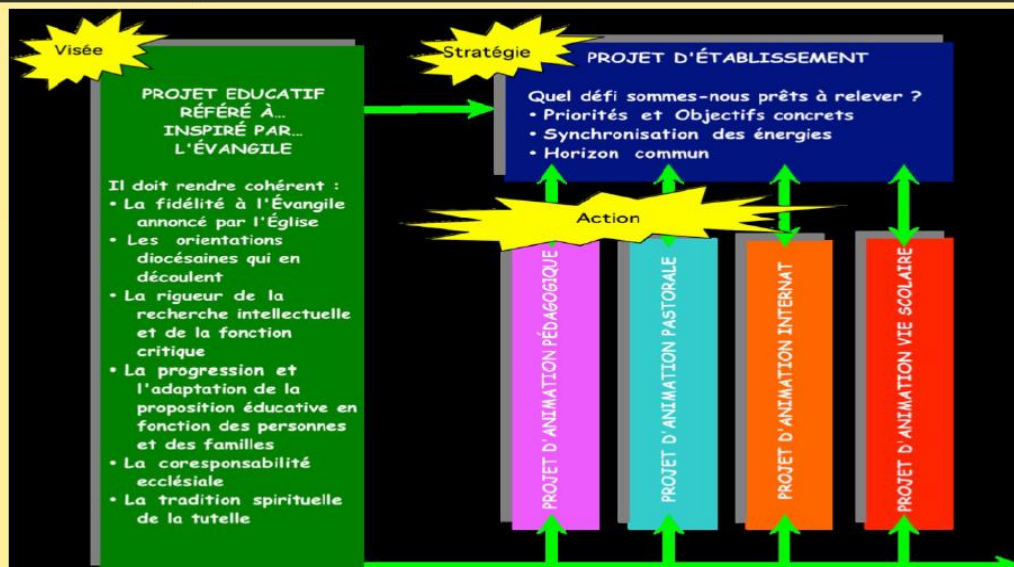 Visée
PROJET EDUCATIF
RÉFÉRÉ À...
INSPIRÉ PAR...
L'ÉVANGILE
Il doit rendre cohérent :
• La fidélité à l'Évangile
annoncé par l'Église
• Les orientations
diocésaines qui en
découlent
• La rigueur de la
recherche intellectuelle
et de la fonction
critique
• La progression et
l'adaptation de la
proposition éducative en
fonction des personnes
et des familles
• La coresponsabilité
ecclésiale
• La tradition spirituelle
de la tutelle
Stratégie
PROJET D'ÉTABLISSEMENT
Quel défi sommes-nous prêts à relever ?
• Priorités et Objectifs concrets
• Synchronisation des énergies
• Horizon commun
Action
PROJET D'ANIMATION PÉDAGOGIQUE
PROJET D'ANIMATION PASTORALE
PROJET D'ANIMATION INTERNAT
PROJET D'ANIMATION VIE SCOLAIRE